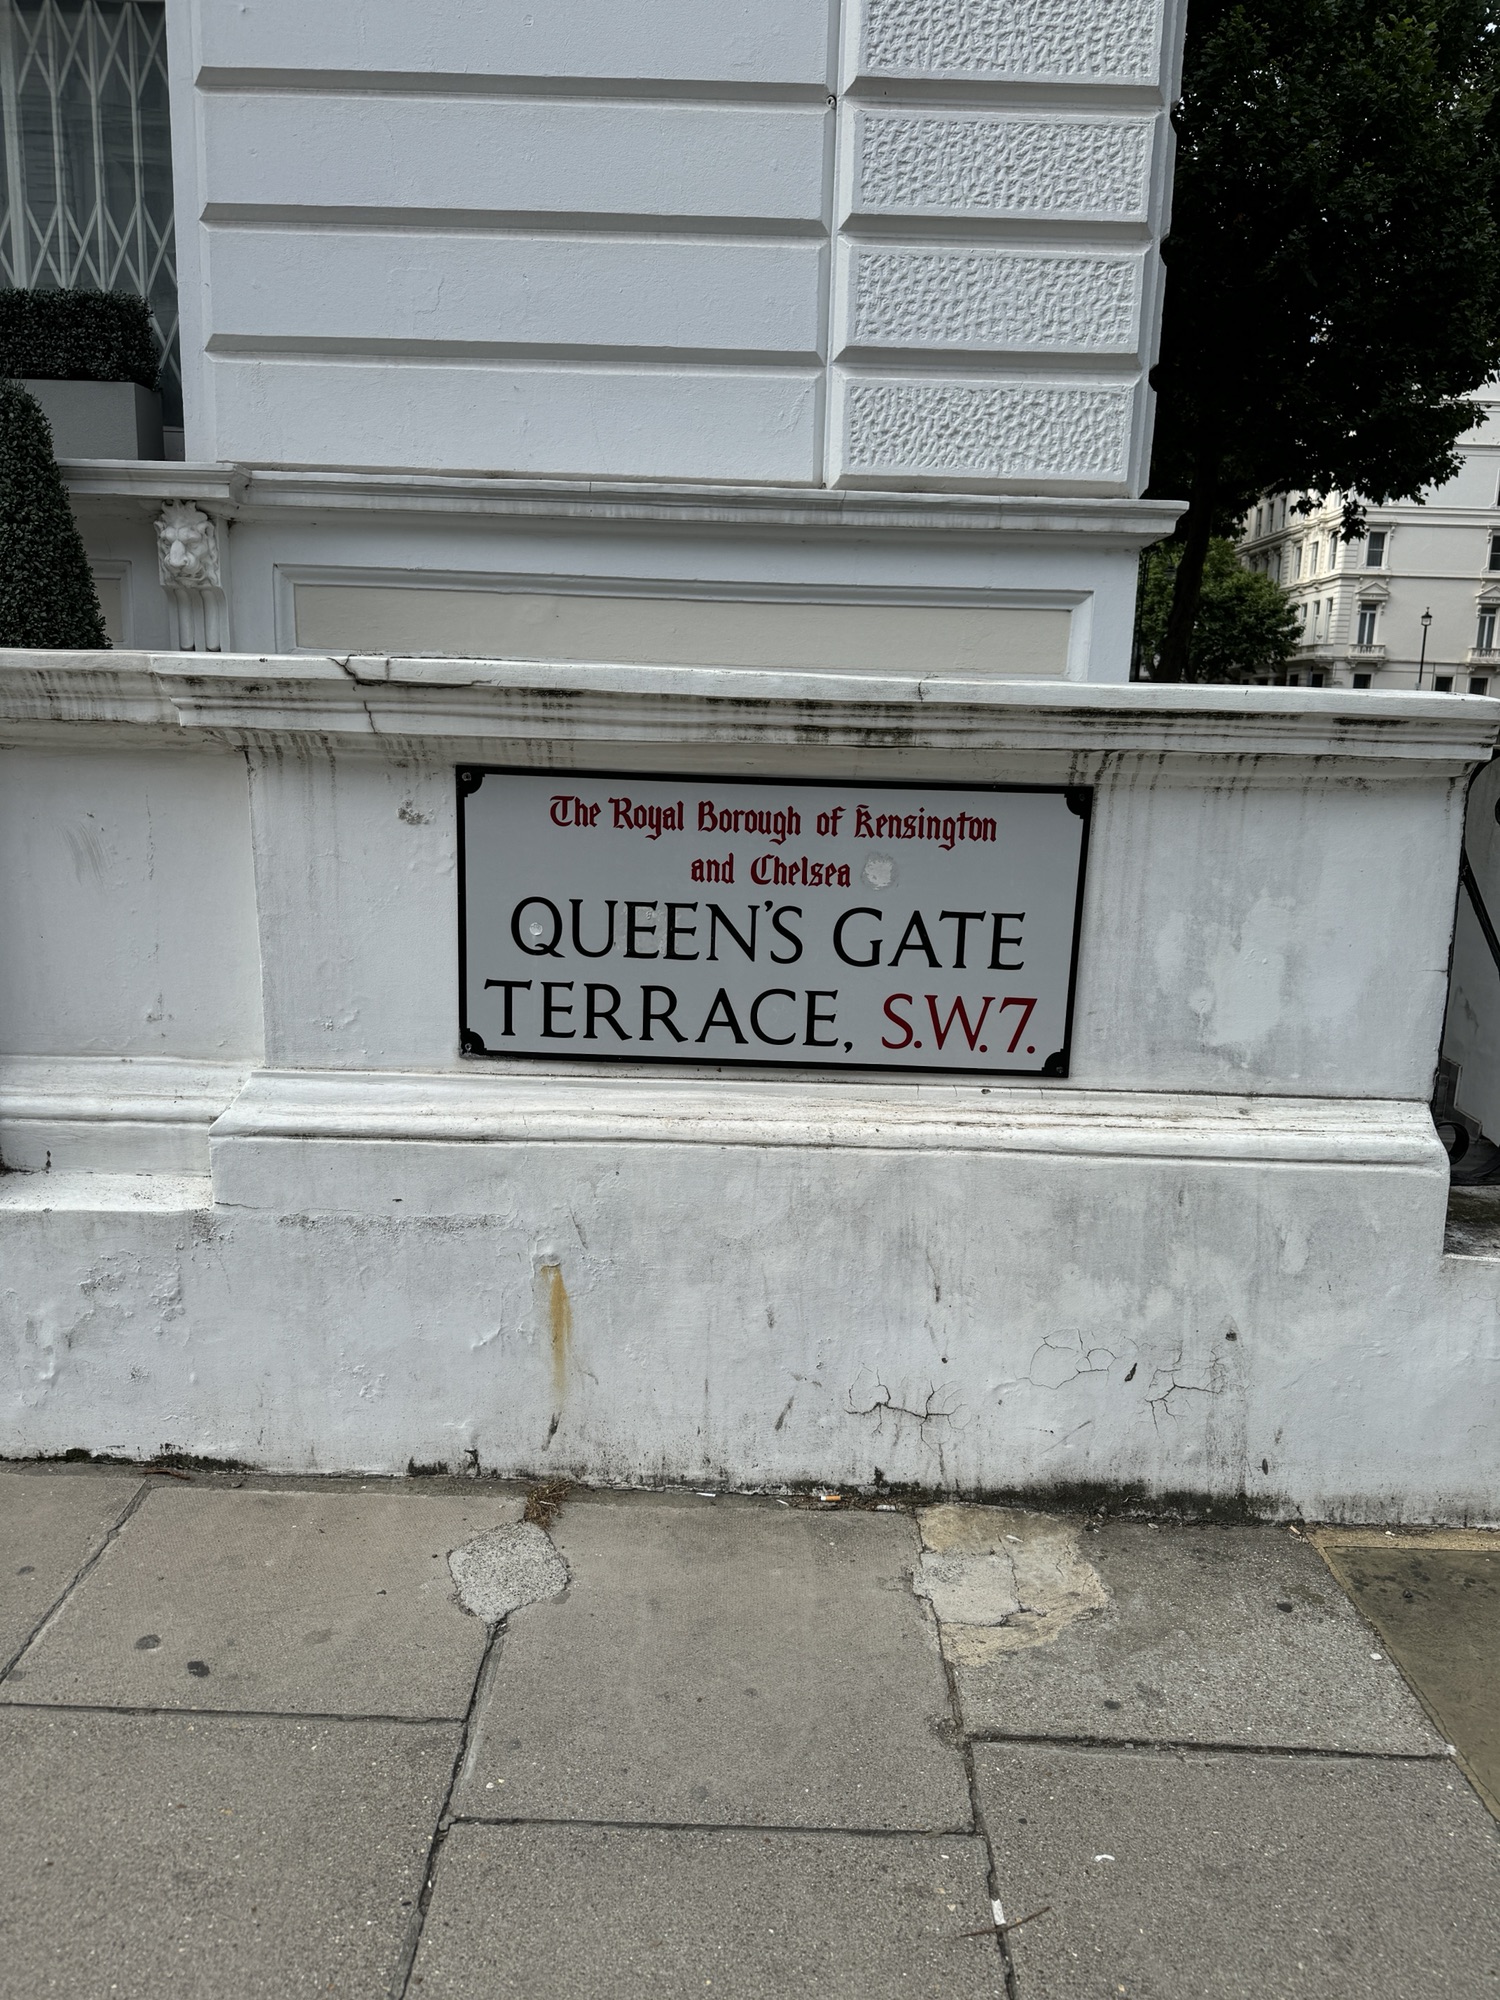 The Royal Borough of Kensington
and Chelsea
QUEEN'S GATE
TERRACE, S.W.7.